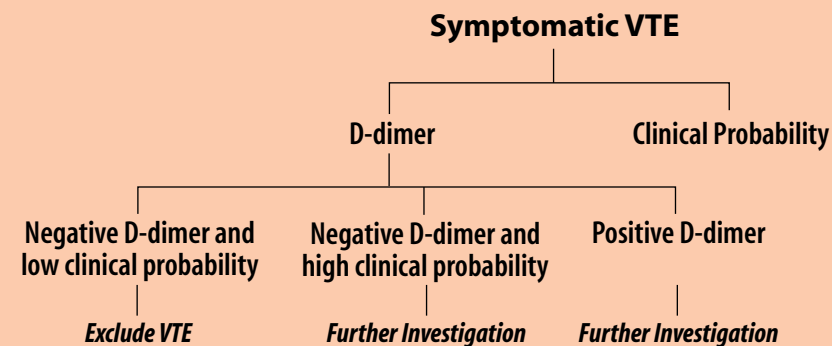 Symptomatic VTE
D-dimer
Clinical Probability
Negative D-dimer and
low clinical probability
Negative D-dimer and
high clinical probability
Positive D-dimer
Exclude VTE
Further Investigation
Further Investigation